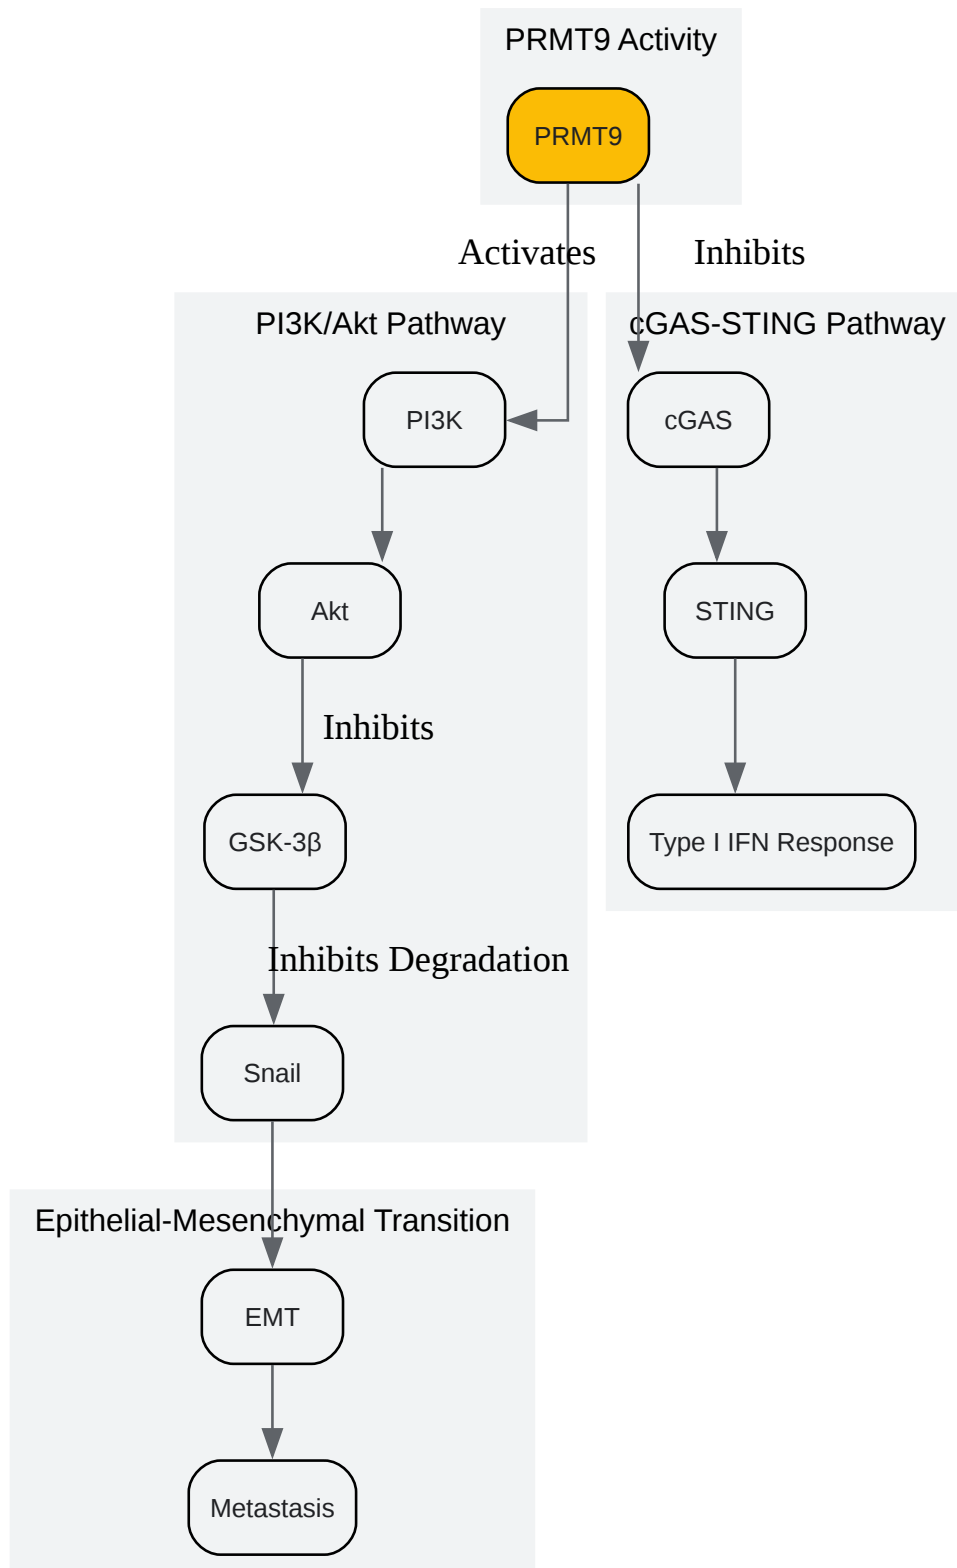 PRMT9 Activity
PRMT9
Activates
Inhibits
PI3K/Akt Pathway
cGAS-STING Pathway
PI3K
cGAS
Akt
STING
Inhibits
GSK-3β
Type I IFN Response
Inhibits Degradation
Snail
Epithelial-Mesenchymal Transition
EMT
Metastasis